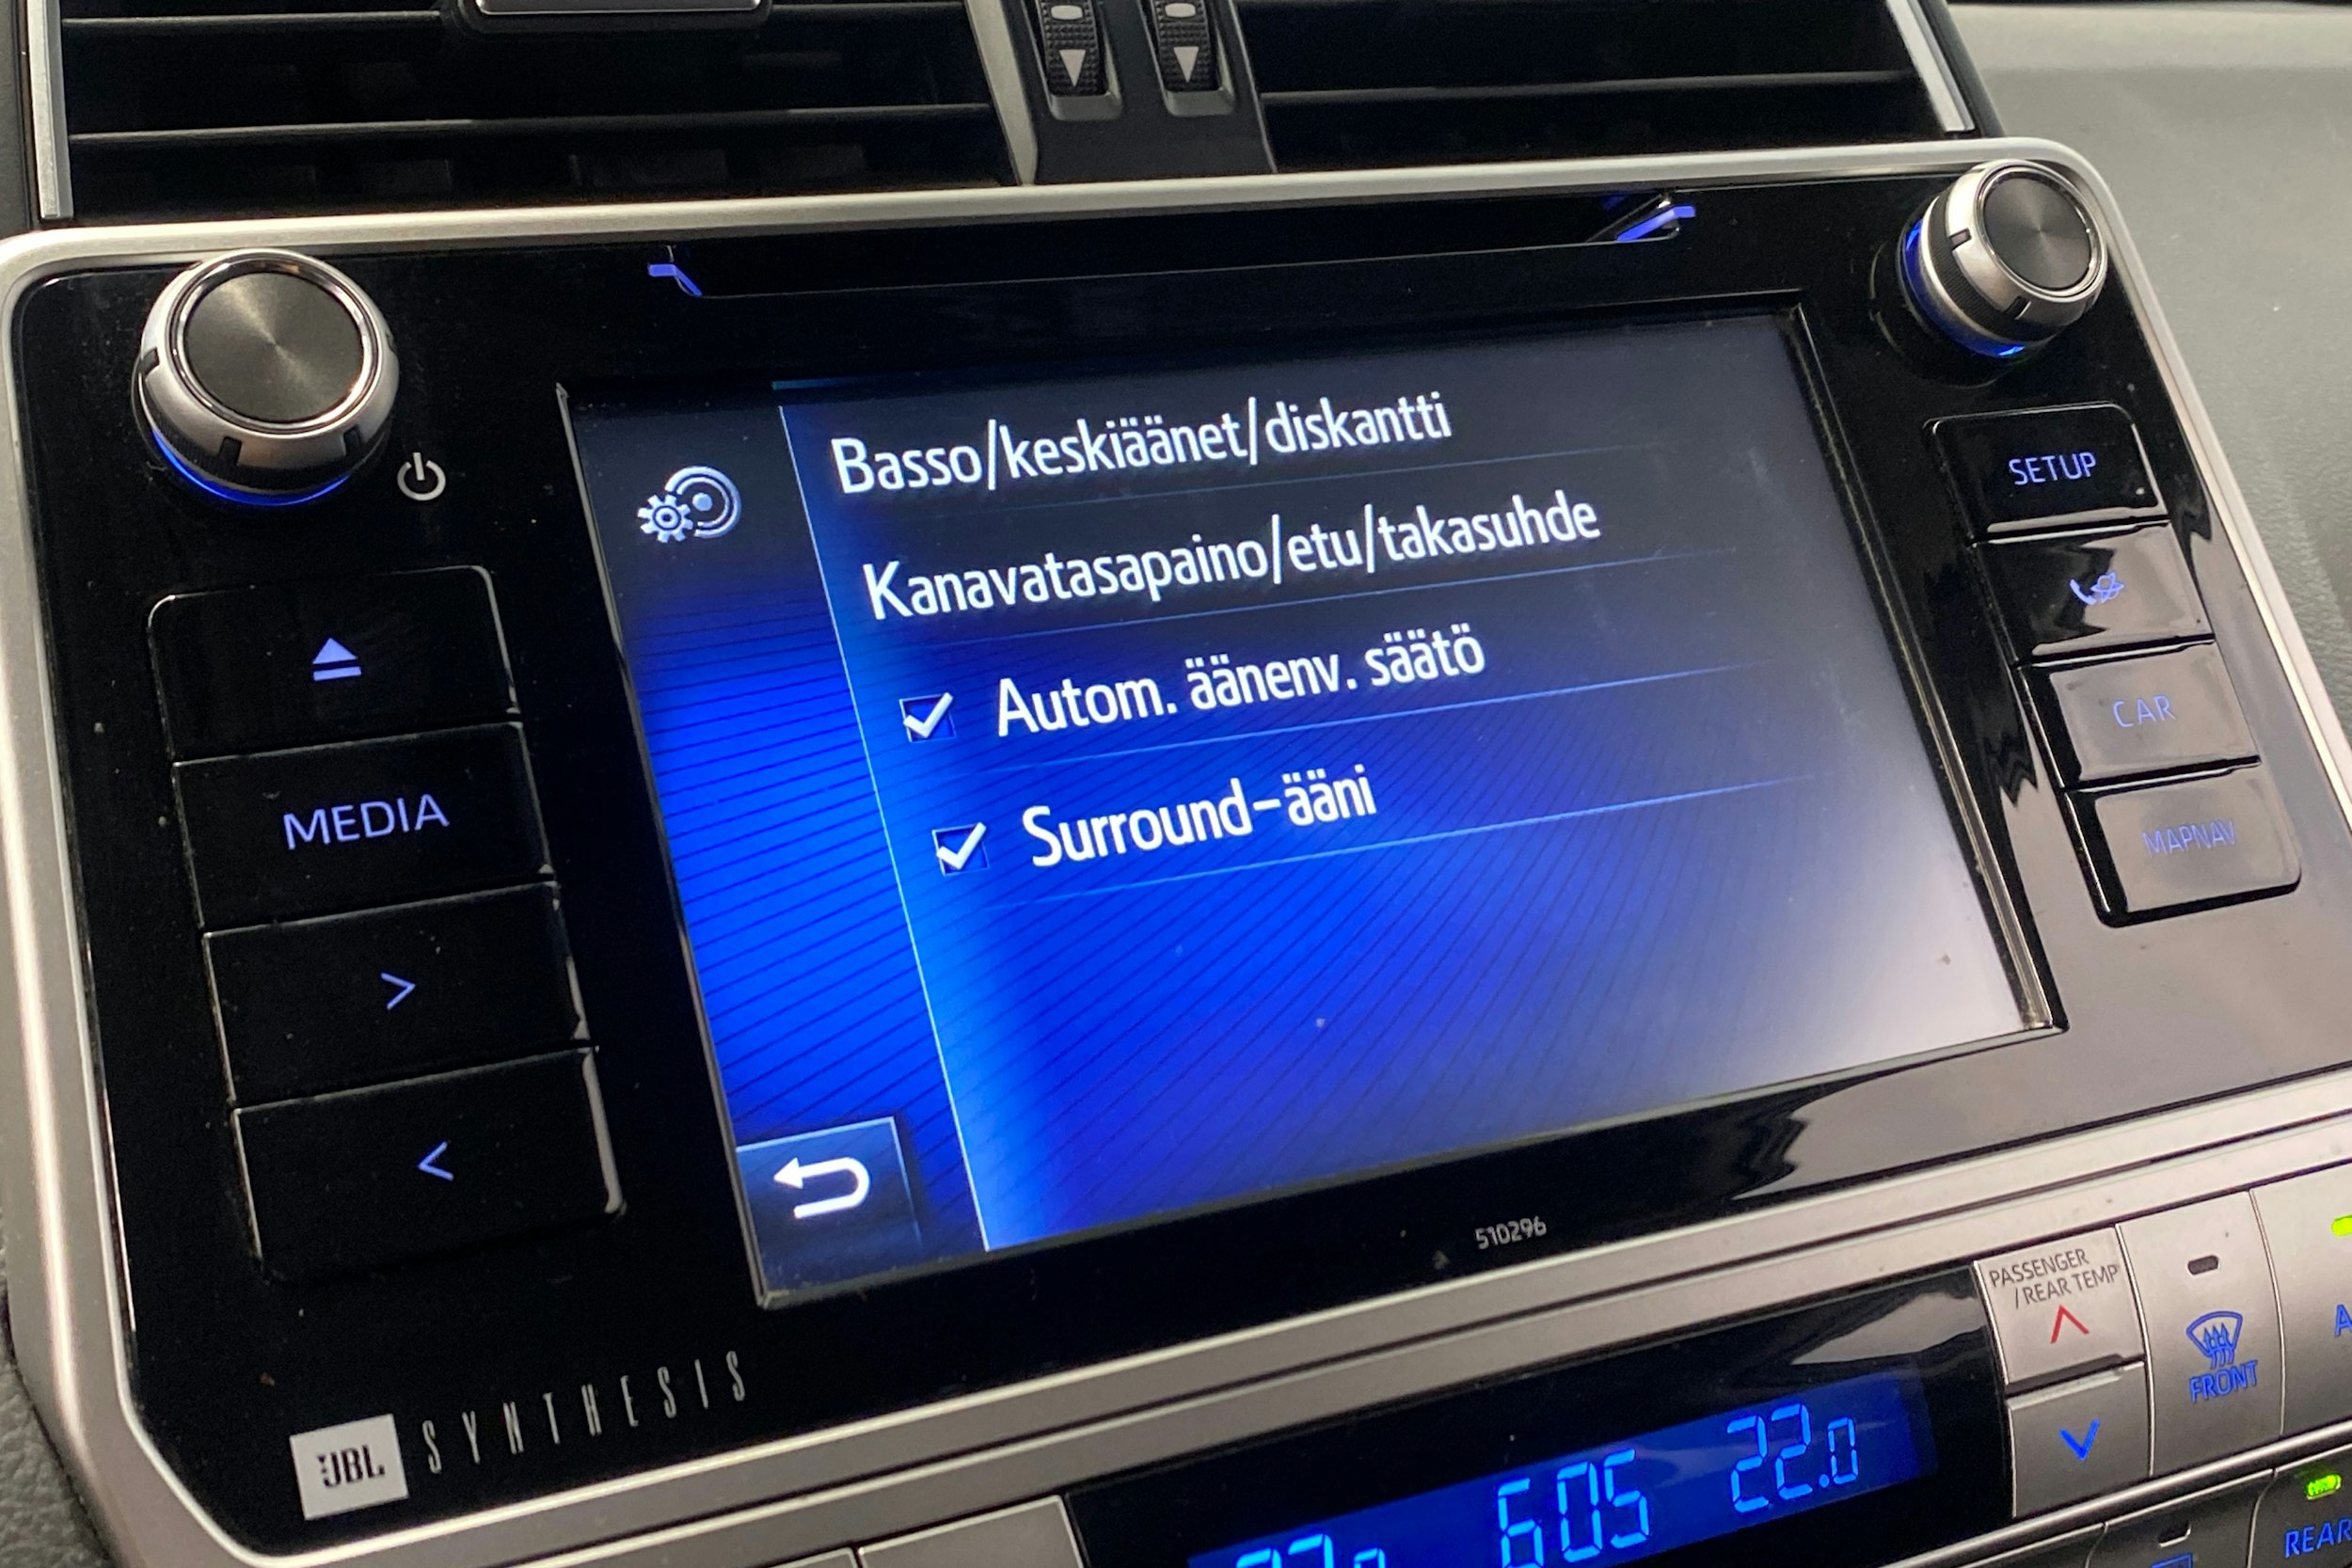 Basso/keskiäänet/diskantti
Kanavatasapaino/etu/takasuhde
Autom. äänenv. säätö
Surround-ääni
MEDIA
>
<
SETUP
CAR
MAPNAV
510296
JBL SYNTHESIS
PASSENGER
/REAR TEMP
FRONT
6:05
22.0
REAR